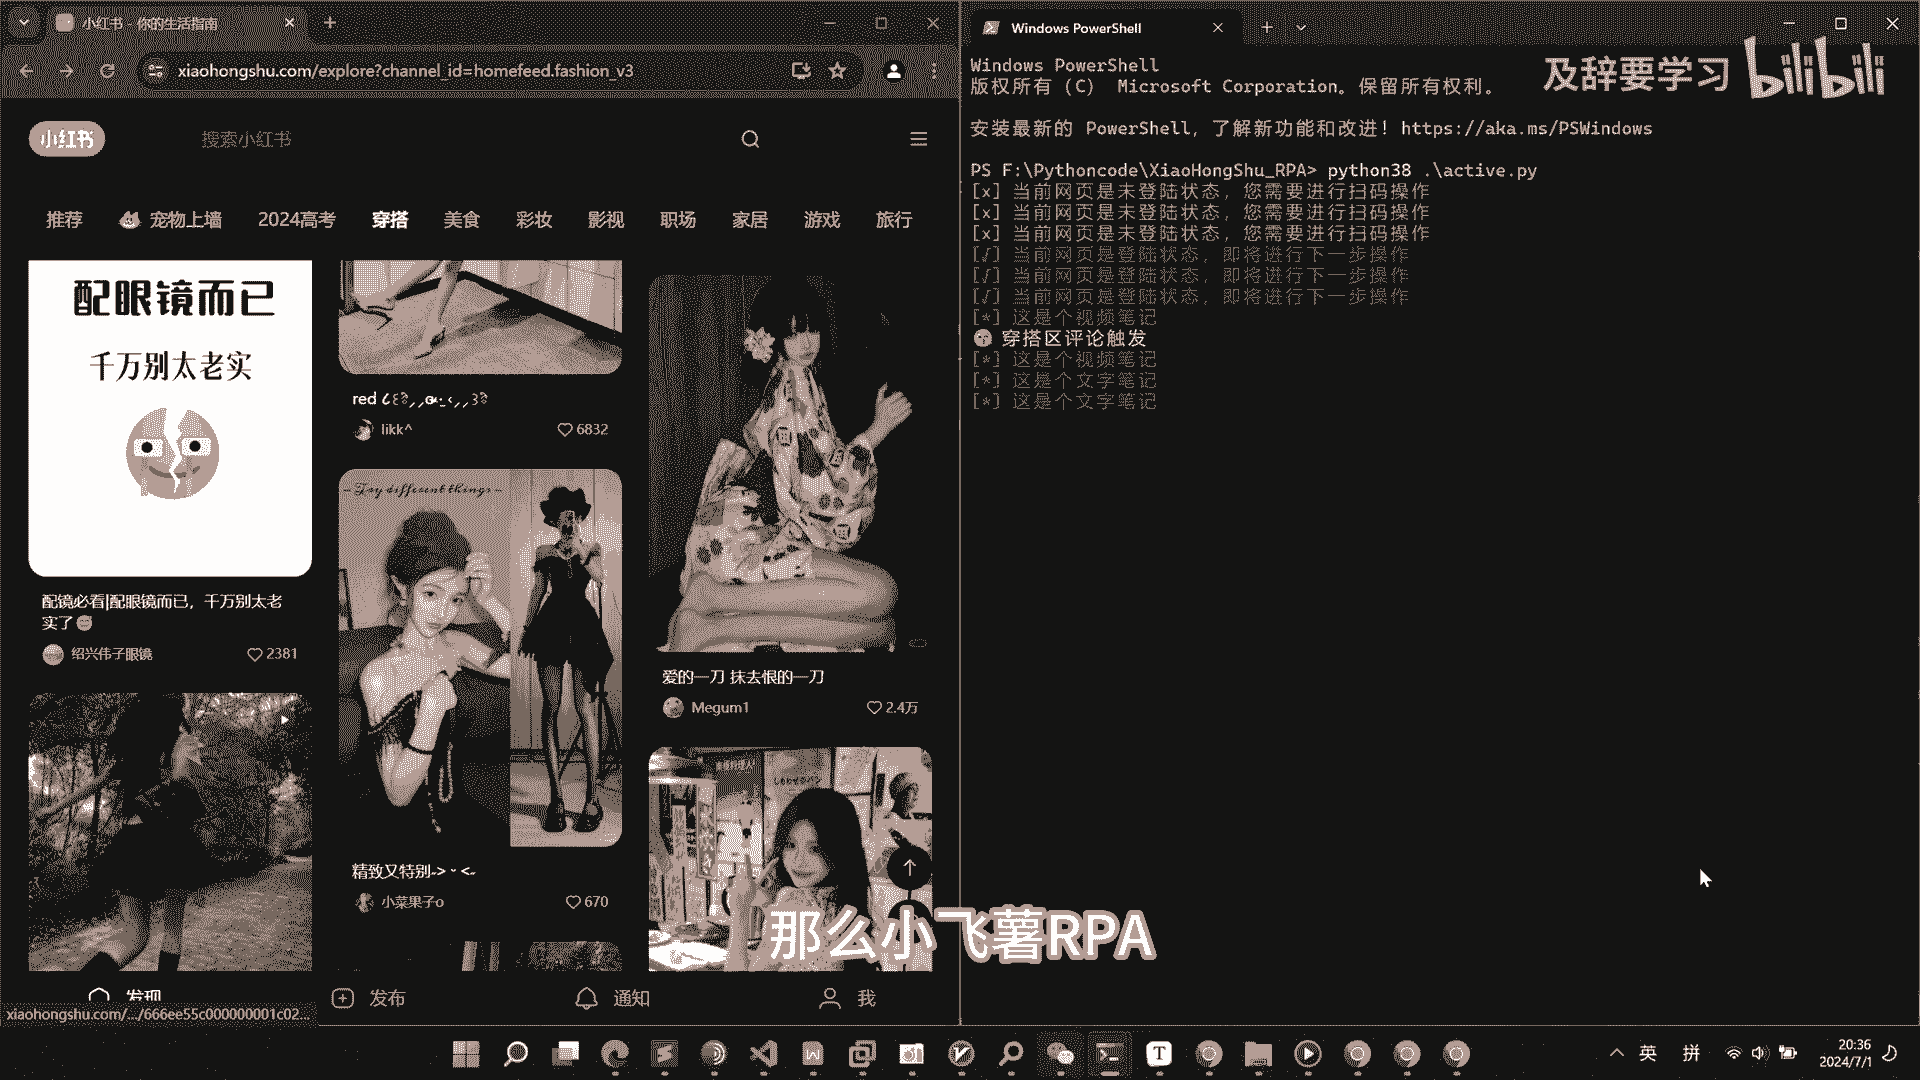 小红书 - 你的生活指南
xiaohongshu.com/explore?channel_id=homefeed.fashion_v3
小红书
搜索小红书
推荐 宠物上墙 2024高考 穿搭 美食 彩妆 影视 职场 家居 游戏 旅行
配眼镜而已
千万别太老实
配镜必看|配眼镜而已，千万别太老
实了
绍兴伟子眼镜 2381
red
likk^ 6832
Try different things
精致又特别~> ᵕ <~
小菜果子o 670
爱的一刀 抹去恨的一刀
Megum1 2.4万
发现 发布 通知 我
xiaohongshu.com/.../666ee55c000000001c02...
Windows PowerShell
Windows PowerShell
版权所有 (C) Microsoft Corporation。保留所有权利。
安装最新的 PowerShell，了解新功能和改进！https://aka.ms/PSWindows
PS F:\Pythoncode\XiaoHongShu_RPA> python38 .\active.py
[x] 当前网页是未登陆状态，您需要进行扫码操作
[x] 当前网页是未登陆状态，您需要进行扫码操作
[x] 当前网页是未登陆状态，您需要进行扫码操作
[√] 当前网页是登陆状态，即将进行下一步操作
[√] 当前网页是登陆状态，即将进行下一步操作
[√] 当前网页是登陆状态，即将进行下一步操作
[*] 这是个视频笔记
穿搭区评论触发
[*] 这是个视频笔记
[*] 这是个文字笔记
[*] 这是个文字笔记
及辞要学习 bilibili
那么小飞薯RPA
英 拼
20:36
2024/7/1